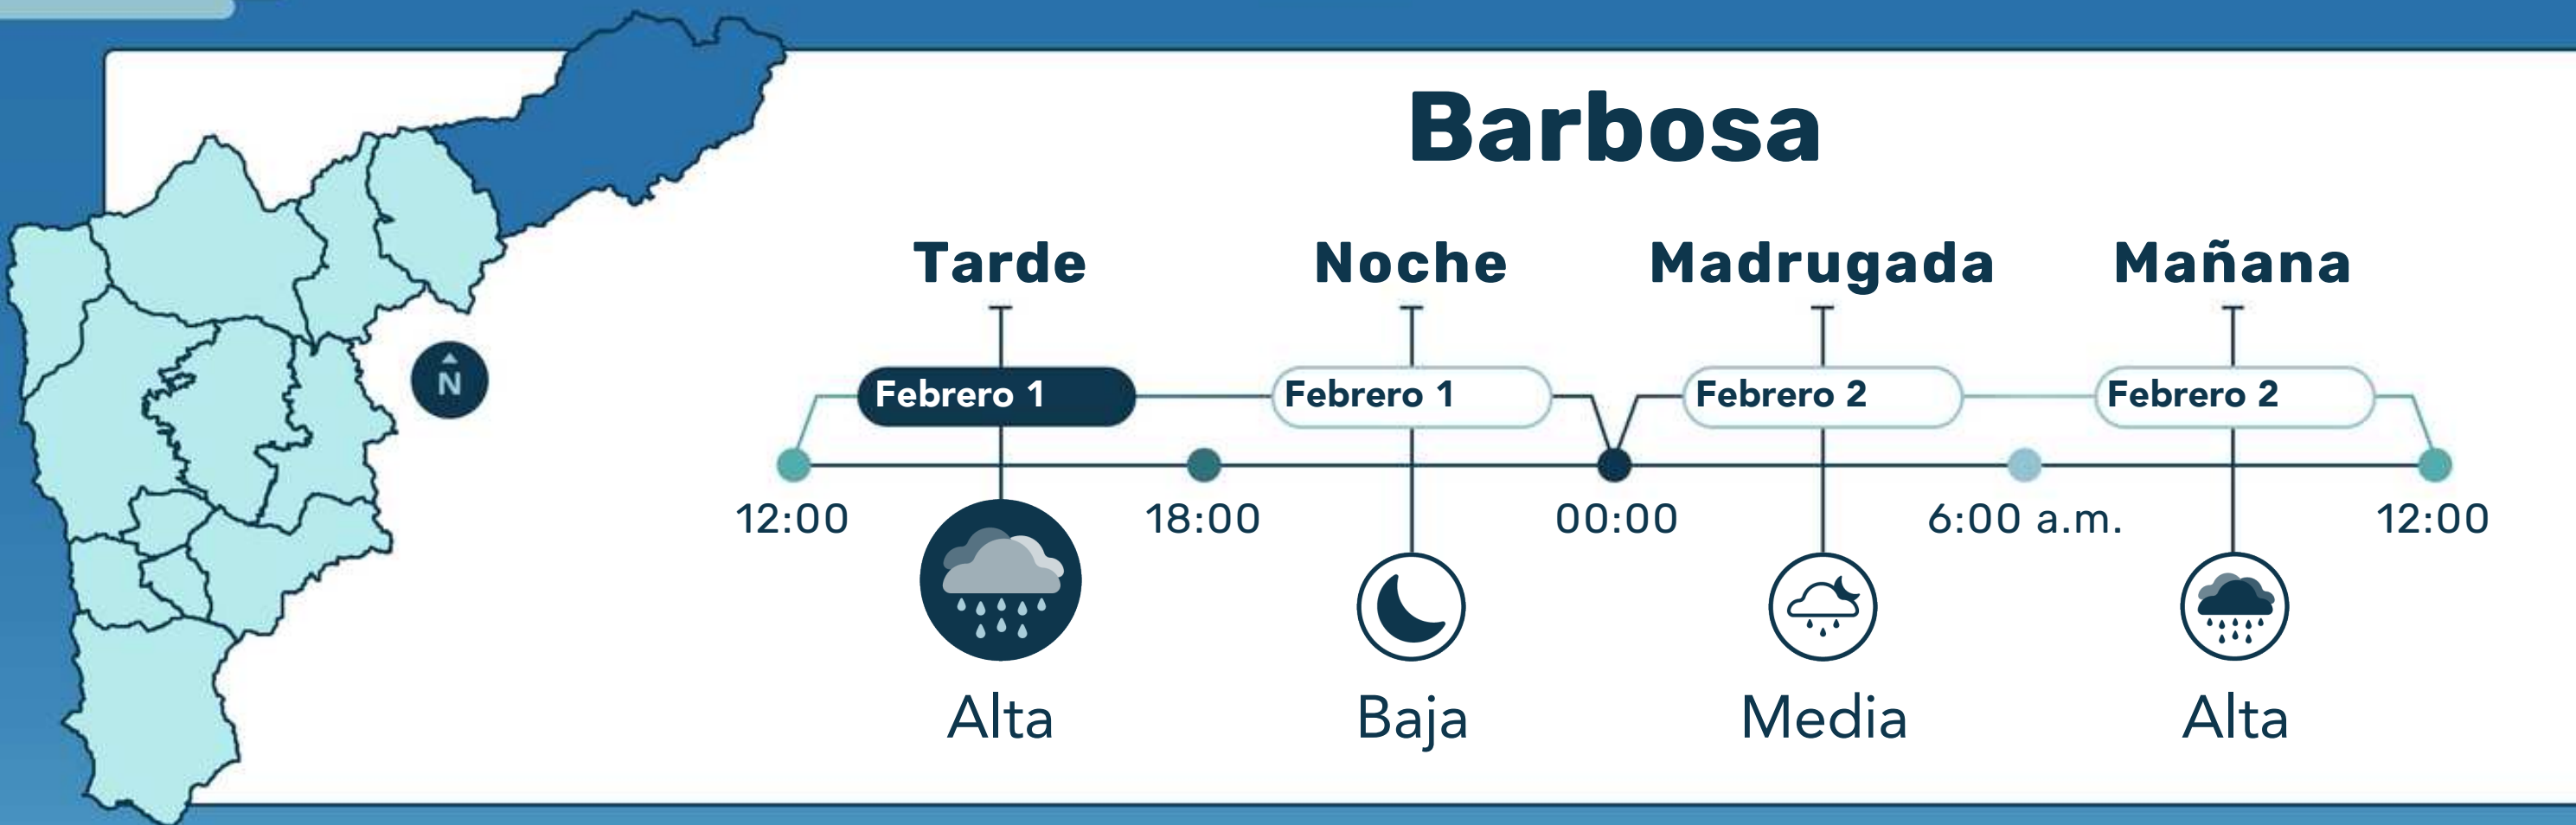 Barbosa
Tarde
Noche
Madrugada
Mañana
Febrero 1
Febrero 1
Febrero 2
Febrero 2
N
12:00
18:00
00:00
6:00 a.m.
12:00
Alta
Baja
Media
Alta